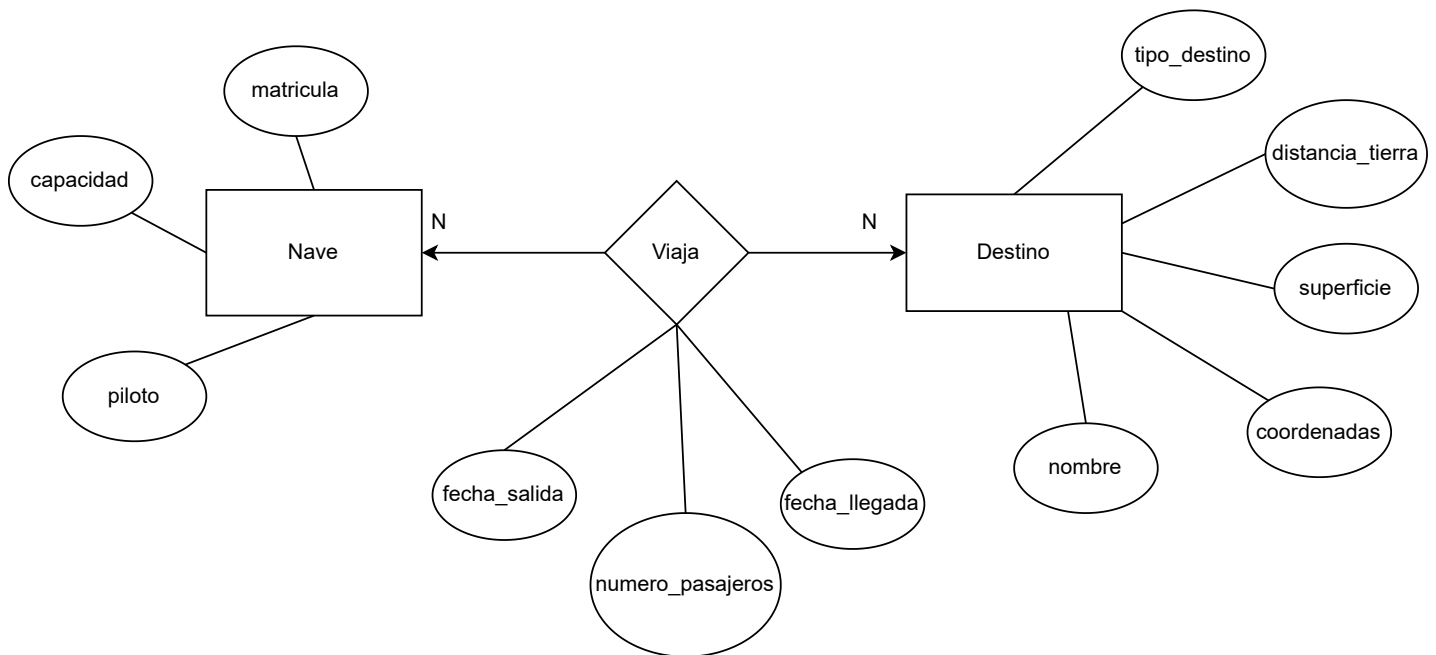 tipo_destino
matricula
distancia_tierra
capacidad
N
N
Nave
Viaja
Destino
superficie
piloto
coordenadas
nombre
fecha_salida
fecha_llegada
numero_pasajeros